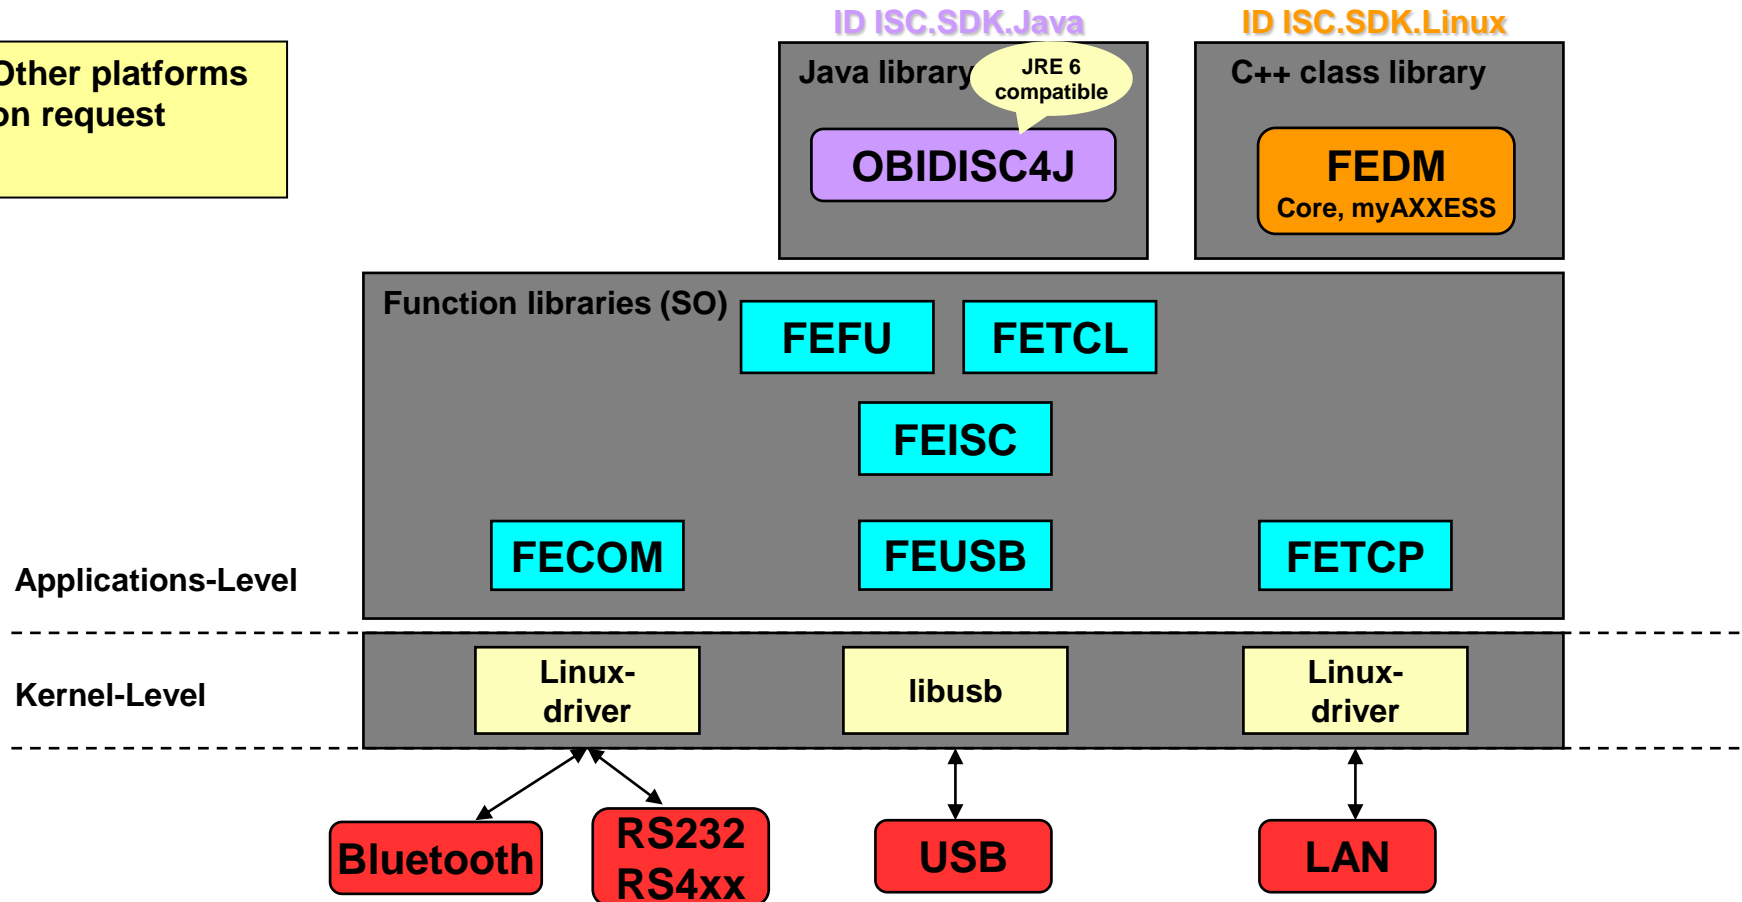 ID ISC.SDK.Java
ID ISC.SDK.Linux
Other platforms
on request
Java library
JRE 6
compatible
C++ class library
OBIDISC4J
FEDM
Core, myAXXESS
Function libraries (SO)
FEFU
FETCL
FEISC
FECOM
FEUSB
FETCP
Applications-Level
Kernel-Level
Linux-
driver
libusb
Linux-
driver
Bluetooth
RS232
RS4xx
USB
LAN